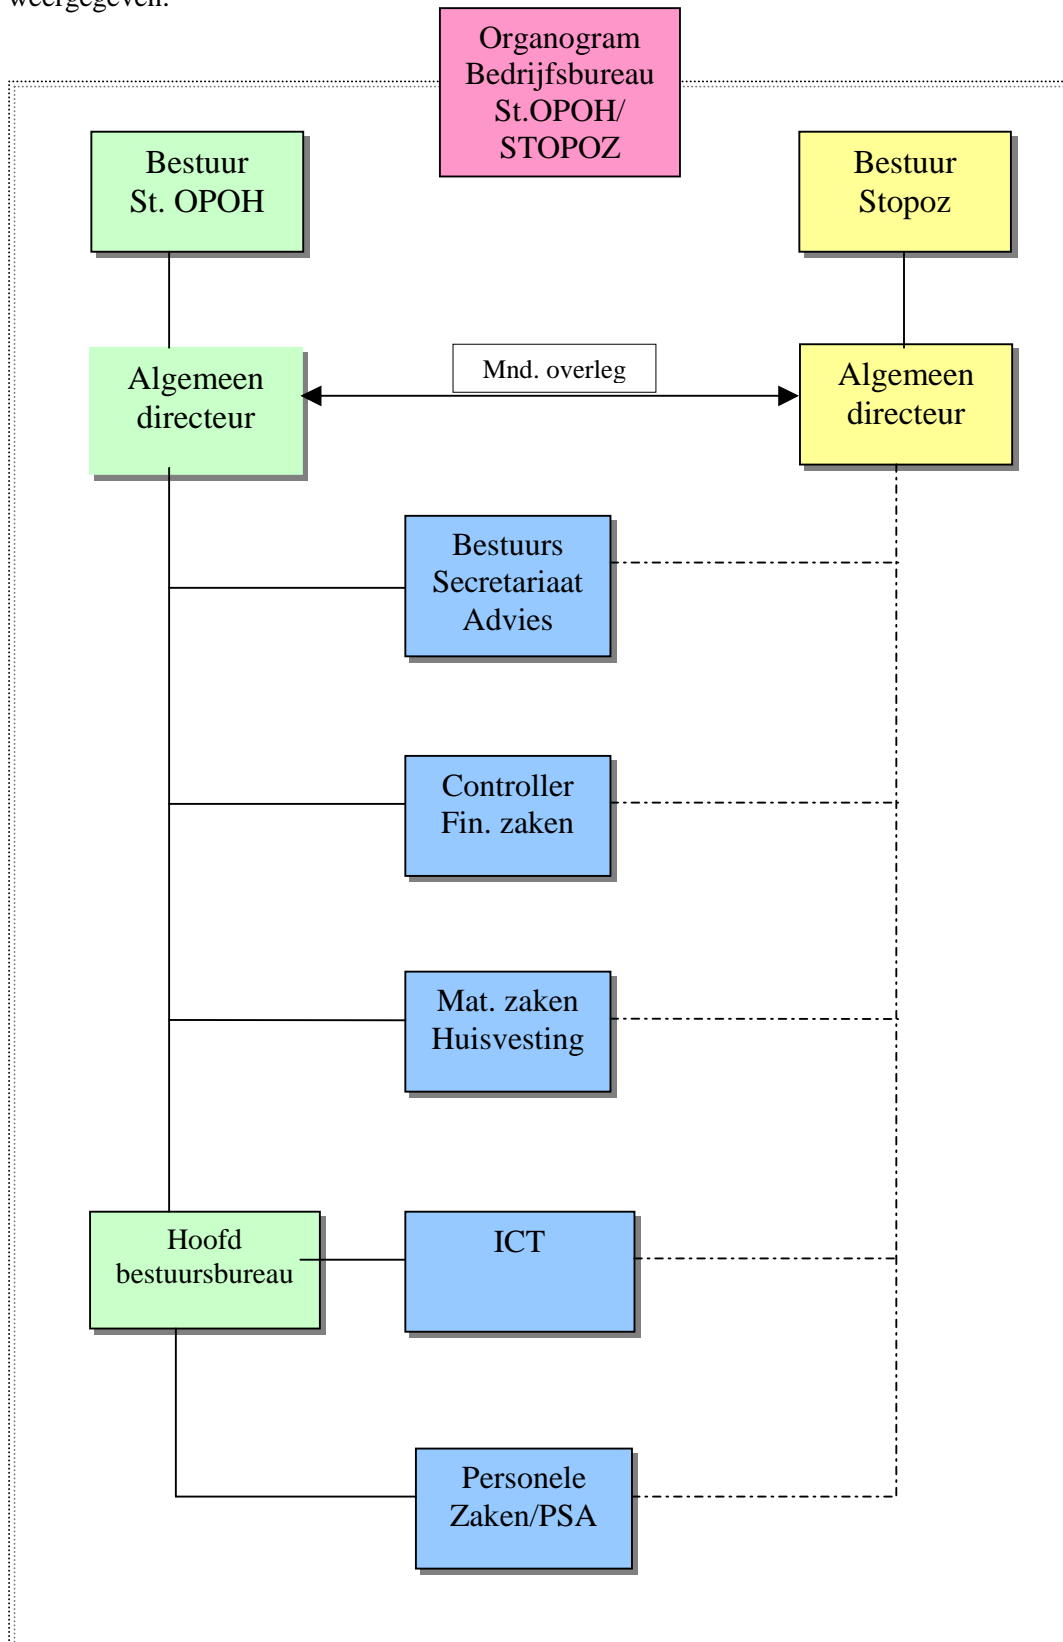 weergegeven:
Organogram
Bedrijfsbureau
St.OPOH/
STOPOZ
Bestuur
St. OPOH
Bestuur
Stopoz
Algemeen
directeur
Mnd. overleg
Algemeen
directeur
Bestuurs
Secretariaat
Advies
Controller
Fin. zaken
Mat. zaken
Huisvesting
Hoofd
bestuursbureau
ICT
Personele
Zaken/PSA